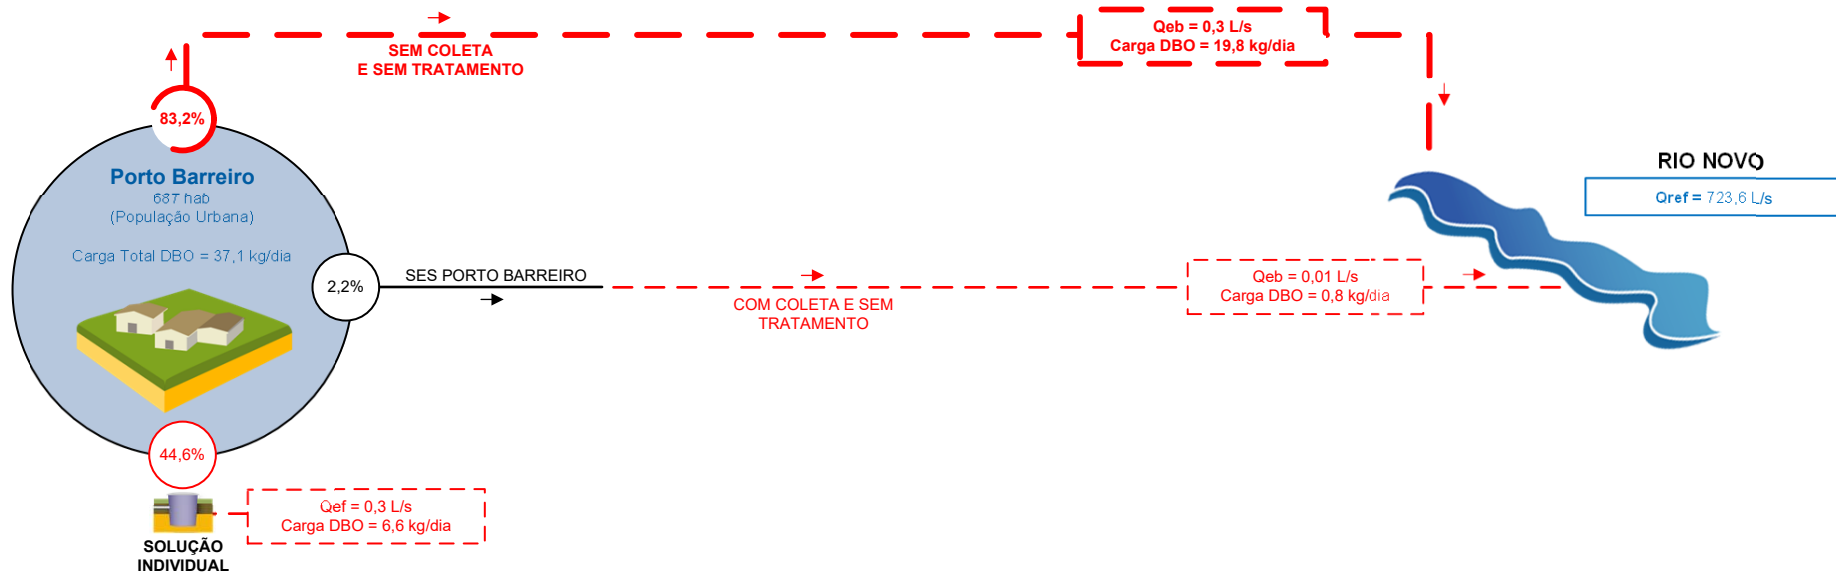 Qeb = 0,3 L/s
Carga DBO = 19,8 kg/dia
SEM COLETA
E SEM TRATAMENTO
83,2%
RIO NOVO
Qref = 723,6 L/s
Porto Barreiro
687 hab
(População Urbana)
Carga Total DBO = 37,1 kg/dia
2,2%
SES PORTO BARREIRO
COM COLETA E SEM
TRATAMENTO
Qeb = 0,01 L/s
Carga DBO = 0,8 kg/dia
44,6%
Qef = 0,3 L/s
Carga DBO = 6,6 kg/dia
SOLUÇÃO
INDIVIDUAL